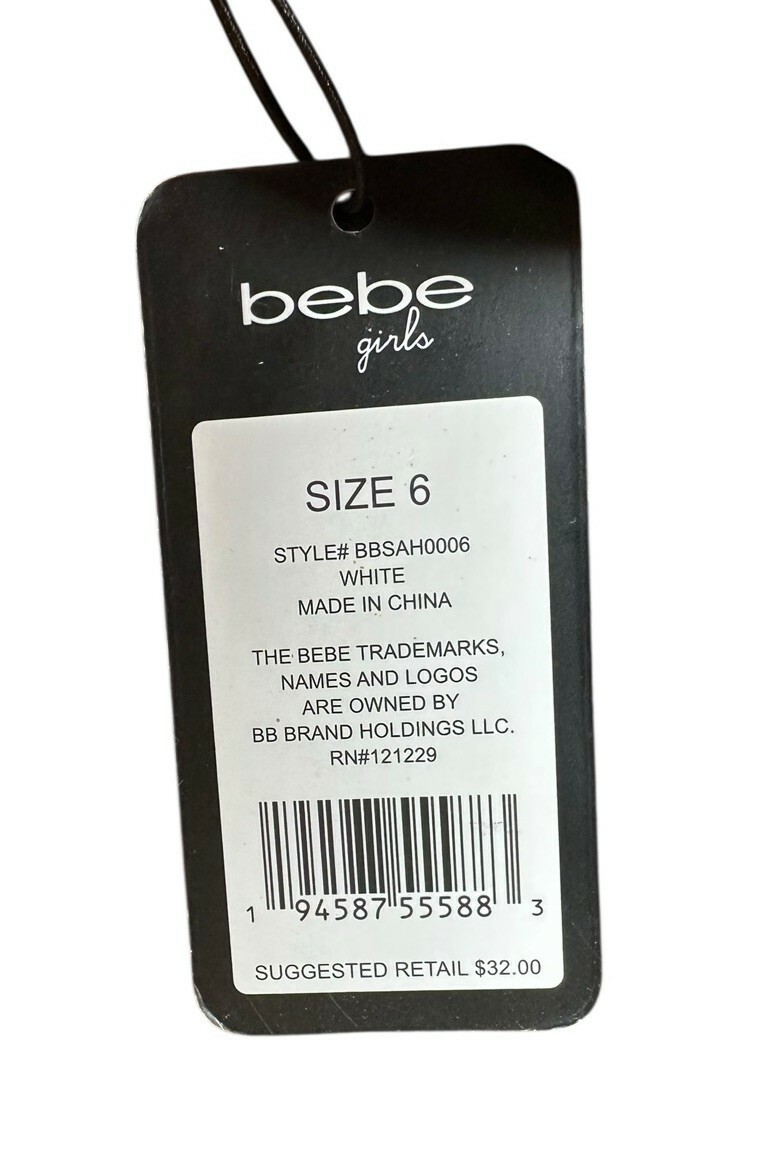 bebe
girls
SIZE 6
STYLE# BBSAH0006
WHITE
MADE IN CHINA
THE BEBE TRADEMARKS,
NAMES AND LOGOS
ARE OWNED BY
BB BRAND HOLDINGS LLC.
RN#121229
1 94587 55588 3
SUGGESTED RETAIL $32.00